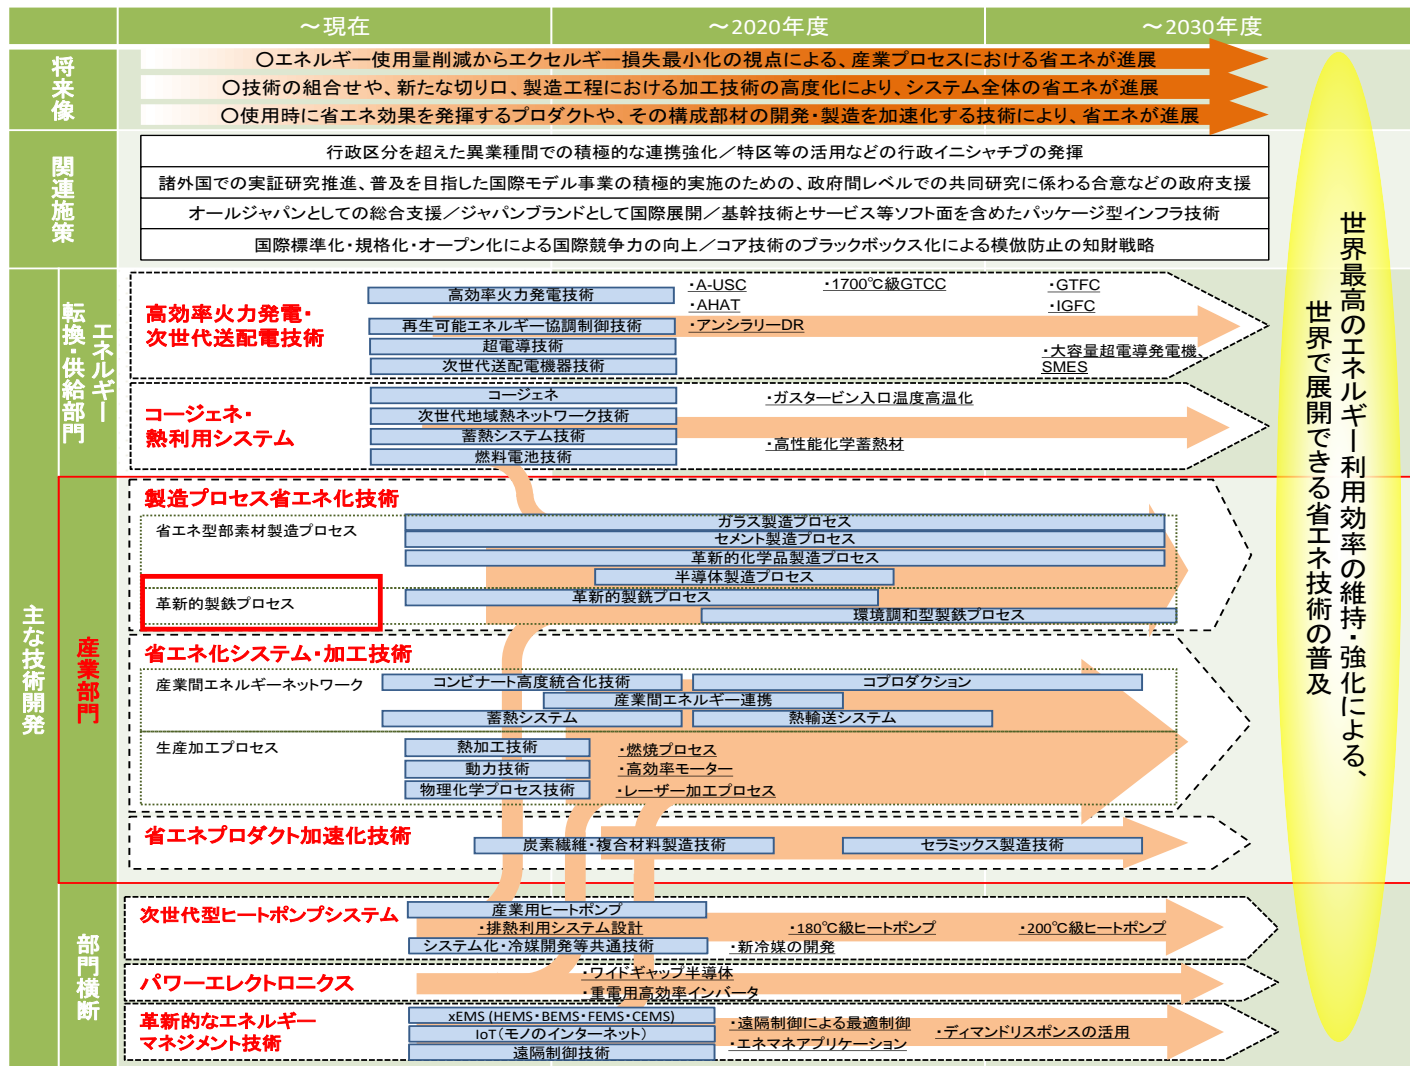 ～現在
～2020年度
～2030年度
将来像
〇エネルギー使用量削減からエクセルギー損失最小化の視点による、産業プロセスにおける省エネが進展
〇技術の組合せや、新たな切り口、製造工程における加工技術の高度化により、システム全体の省エネが進展
〇使用時に省エネ効果を発揮するプロダクトや、その構成部材の開発・製造を加速化する技術により、省エネが進展
関連施策
行政区分を超えた異業種間での積極的な連携強化／特区等の活用などの行政イニシャチブの発揮
諸外国での実証研究推進、普及を目指した国際モデル事業の積極的実施のための、政府間レベルでの共同研究に係わる合意などの政府支援
オールジャパンとしての総合支援／ジャパンブランドとして国際展開／基幹技術とサービス等ソフト面を含めたパッケージ型インフラ技術
国際標準化・規格化・オープン化による国際競争力の向上／コア技術のブラックボックス化による模倣防止の知財戦略
世界最高のエネルギー利用効率の維持・強化による、
世界で展開できる省エネ技術の普及
主な技術開発
エネルギー
転換・供給部門
高効率火力発電・
次世代送配電技術
高効率火力発電技術
再生可能エネルギー協調制御技術
超電導技術
次世代送配電機器技術
・A-USC
・AHAT
・アンシラリーDR
・1700℃級GTCC
・GTFC
・IGFC
・大容量超電導発電機、
SMES
コージェネ・
熱利用システム
コージェネ
次世代地域熱ネットワーク技術
蓄熱システム技術
燃料電池技術
・ガスタービン入口温度高温化
・高性能化学蓄熱材
産業部門
製造プロセス省エネ化技術
省エネ型部素材製造プロセス
ガラス製造プロセス
セメント製造プロセス
革新的化学品製造プロセス
半導体製造プロセス
革新的製銑プロセス
革新的製銑プロセス
環境調和型製鉄プロセス
省エネ化システム・加工技術
産業間エネルギーネットワーク
コンビナート高度統合化技術
コプロダクション
産業間エネルギー連携
蓄熱システム
熱輸送システム
生産加工プロセス
熱加工技術
動力技術
物理化学プロセス技術
・燃焼プロセス
・高効率モーター
・レーザー加工プロセス
省エネプロダクト加速化技術
炭素繊維・複合材料製造技術
セラミックス製造技術
部門横断
次世代型ヒートポンプシステム
産業用ヒートポンプ
・排熱利用システム設計
システム化・冷媒開発等共通技術
・180℃級ヒートポンプ
・200℃級ヒートポンプ
・新冷媒の開発
パワーエレクトロニクス
・ワイドギャップ半導体
・重電用高効率インバータ
革新的なエネルギー
マネジメント技術
xEMS (HEMS・BEMS・FEMS・CEMS)
IoT（モノのインターネット）
遠隔制御技術
・遠隔制御による最適制御
・エネマネアプリケーション
・ディマンドリスポンスの活用